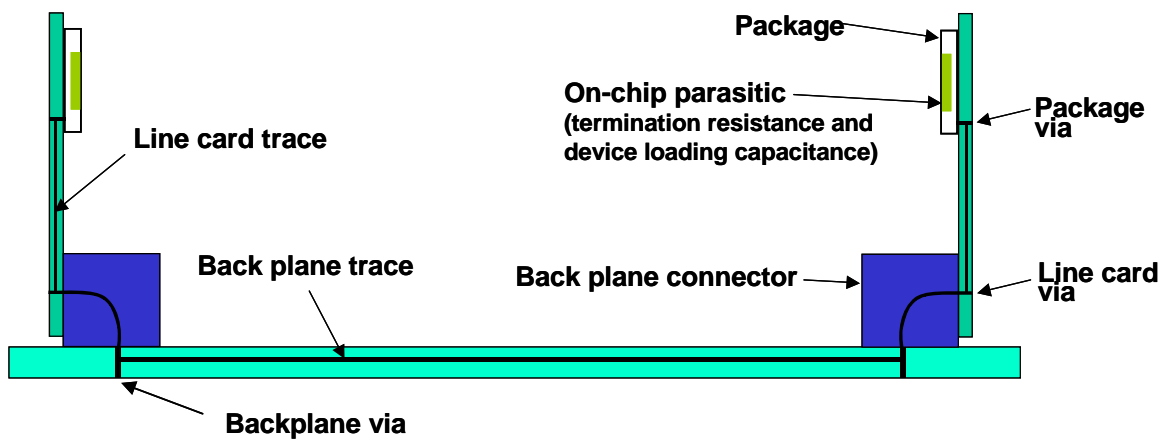 Package
On-chip parasitic
(termination resistance and
device loading capacitance)
Package
via
Line card trace
Back plane trace
Back plane connector
Line card
via
Backplane via